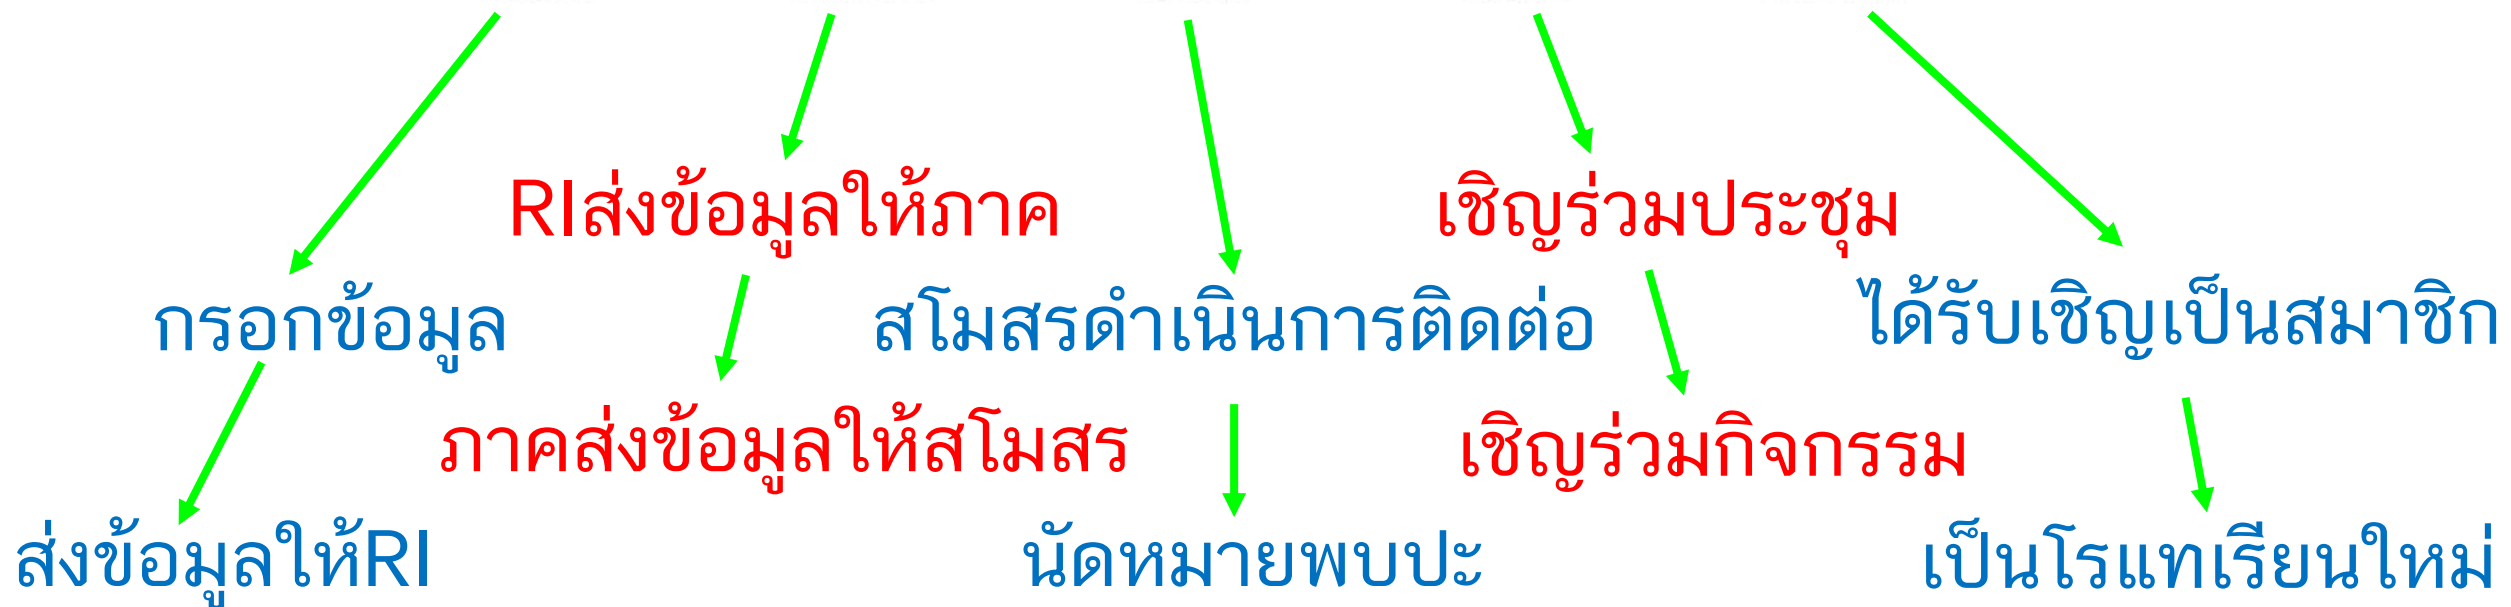 RIส่งข้อมูลให้ภาค
เชิญร่วมประชุม
กรอกข้อมูล
สโมสรดำเนินการติดต่อ
ได้รับเชิญเป็นสมาชิก
ภาคส่งข้อมูลให้สโมสร
เชิญร่วมกิจกรรม
ส่งข้อมูลให้RI
นัดหมายพบปะ
เป็นโรแทเรียนใหม่